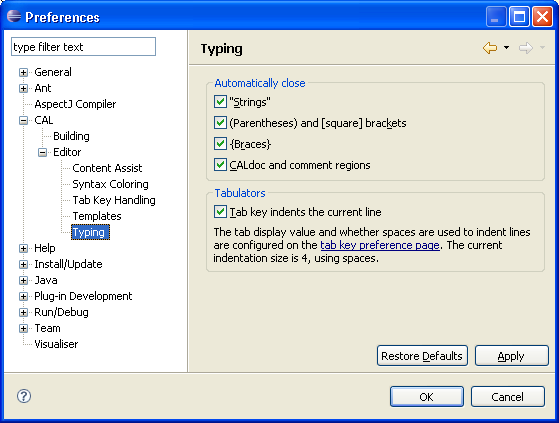 Preferences
type filter text
General
Ant
AspectJ Compiler
CAL
Building
Editor
Content Assist
Syntax Coloring
Tab Key Handling
Templates
Typing
Help
Install/Update
Java
Plug-in Development
Run/Debug
Team
Visualiser
Typing
Automatically close
"Strings"
(Parentheses) and [square] brackets
{Braces}
CALdoc and comment regions
Tabulators
Tab key indents the current line
The tab display value and whether spaces are used to indent lines
are configured on the tab key preference page. The current
indentation size is 4, using spaces.
Restore Defaults
Apply
?
OK
Cancel